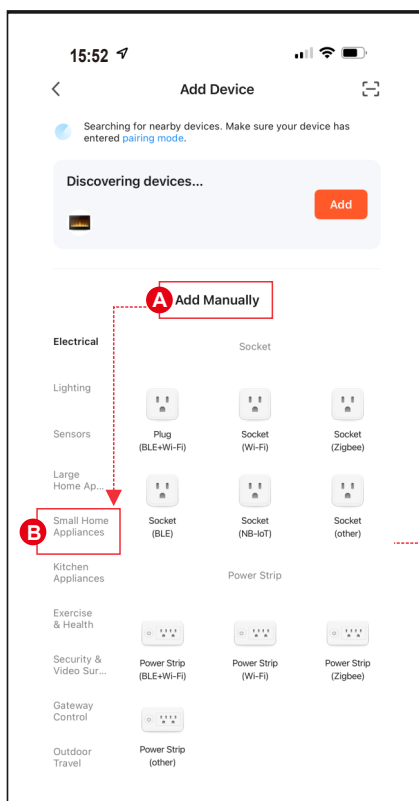 15:52
Add Device
Searching for nearby devices. Make sure your device has
entered pairing mode.
Discovering devices...
Add
A Add Manually
Electrical
Socket
Lighting
Sensors
Plug
(BLE+Wi-Fi)
Socket
(Wi-Fi)
Socket
(Zigbee)
Large
Home Ap...
B Small Home
Appliances
Socket
(BLE)
Socket
(NB-IoT)
Socket
(other)
Kitchen
Appliances
Power Strip
Exercise
& Health
Security &
Video Sur...
Power Strip
(BLE+Wi-Fi)
Power Strip
(Wi-Fi)
Power Strip
(Zigbee)
Gateway
Control
Outdoor
Travel
Power Strip
(other)